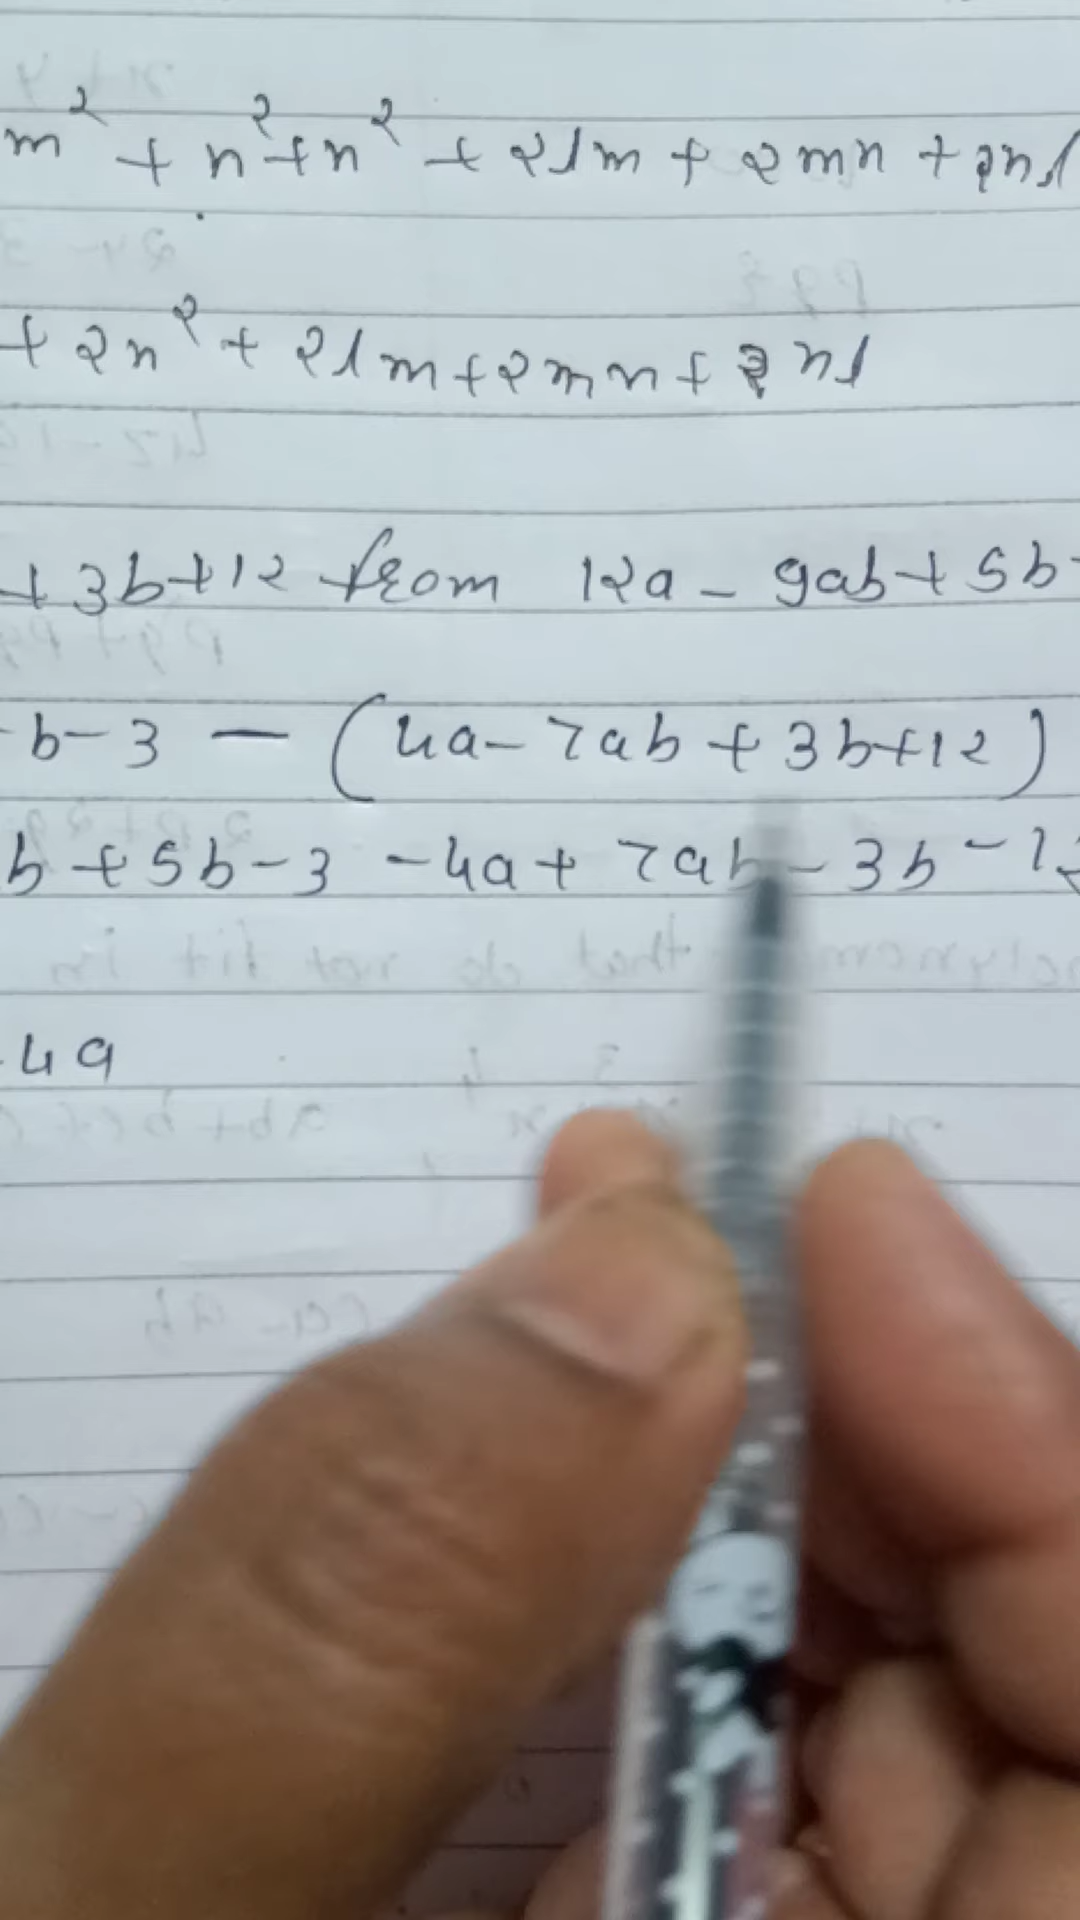 m² + n² + n² + 2lm + 2mn + 2nl
+ 2n² + 2lm + 2mn + 2nl
+ 3b + 12 from 12a - 9ab + 5b -
b - 3 - (4a - 7ab + 3b + 12)
b + 5b - 3 - 4a + 7ab - 3b - 12
4a